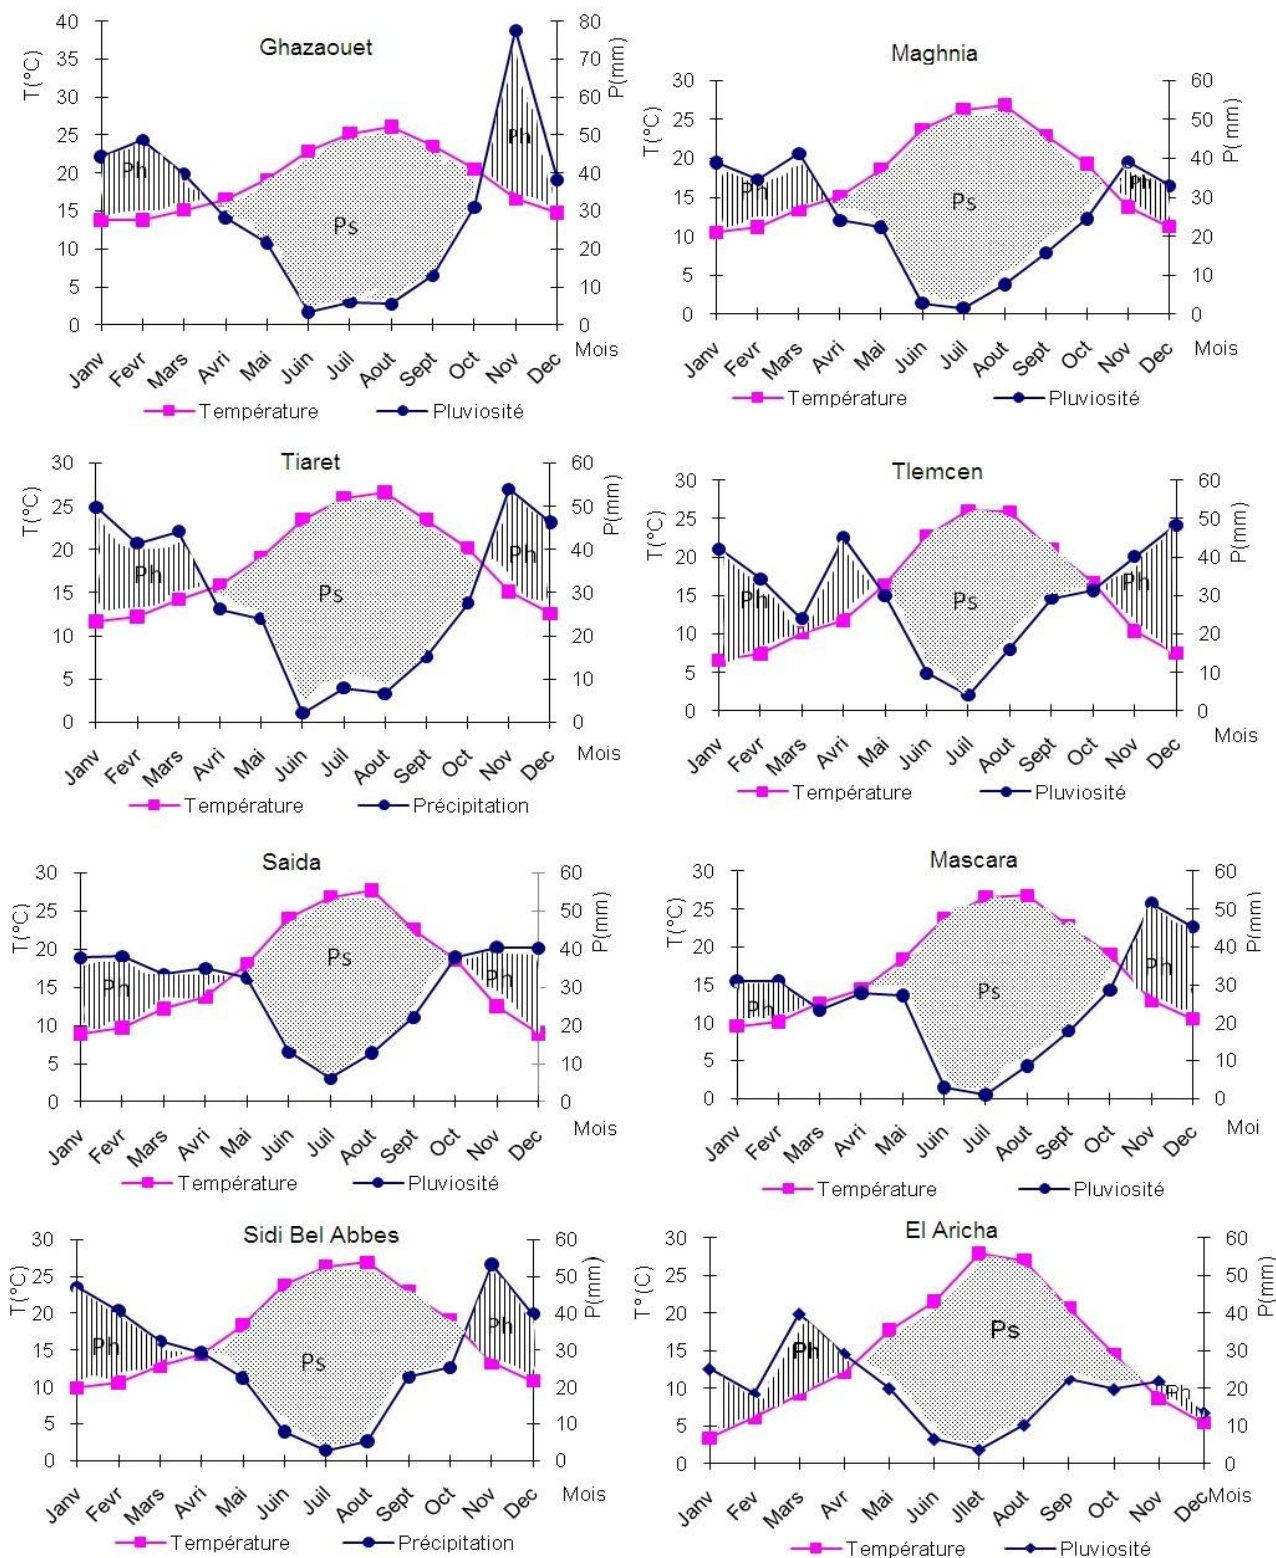 Ghazaouet
T(°C)
P(mm)
40 35 30 25 20 15 10 5 0
80 70 60 50 40 30 20 10 0
Ph
Ps
Ph
Janv Fevr Mars Avri Mai Juin Juil Aout Sept Oct Nov Dec
Mois
Température Pluviosité
Maghnia
T(°C)
P(mm)
30 25 20 15 10 5 0
60 50 40 30 20 10 0
Ph
Ps
Ph
Janv Fevr Mars Avri Mai Juin Juil Aout Sept Oct Nov Dec
Mois
Température Pluviosité
Tiaret
T(°C)
P(mm)
30 25 20 15 10 5 0
60 50 40 30 20 10 0
Ph
Ps
Ph
Janv Fevr Mars Avri Mai Juin Juil Aout Sept Oct Nov Dec
Mois
Température Précipitation
Tlemcen
T(°C)
P(mm)
30 25 20 15 10 5 0
60 50 40 30 20 10 0
Ph
Ps
Ph
Janv Fevr Mars Avri Mai Juin Juil Aout Sept Oct Nov Dec
Mois
Température Pluviosité
Saida
T(°C)
P(mm)
30 25 20 15 10 5 0
60 50 40 30 20 10 0
Ph
Ps
Ph
Janv Fevr Mars Avri Mai Juin Juil Aout Sept Oct Nov Dec
Mois
Température Pluviosité
Mascara
T(°C)
P(mm)
30 25 20 15 10 5 0
60 50 40 30 20 10 0
Ph
Ps
Ph
Janv Fevr Mars Avri Mai Juin Juil Aout Sept Oct Nov Dec
Moi
Température Pluviosité
Sidi Bel Abbes
T(°C)
P(mm)
30 25 20 15 10 5 0
60 50 40 30 20 10 0
Ph
Ps
Ph
Janv Fevr Mars Avri Mai Juin Juil Aout Sept Oct Nov Dec
Mois
Température Précipitation
El Aricha
T°(C)
P(mm)
30 25 20 15 10 5 0
60 50 40 30 20 10 0
Ph
Ps
Ph
Janv Fev Mars Avr Mai Juin Jllet Aout Sep Oct Nov Dec
Mois
Température Pluviosité